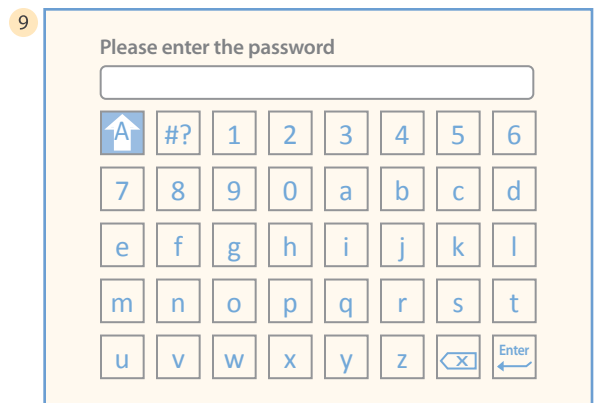 9
Please enter the password
A #? 1 2 3 4 5 6
7 8 9 0 a b c d
e f g h i j k l
m n o p q r s t
u v w x y z x Enter